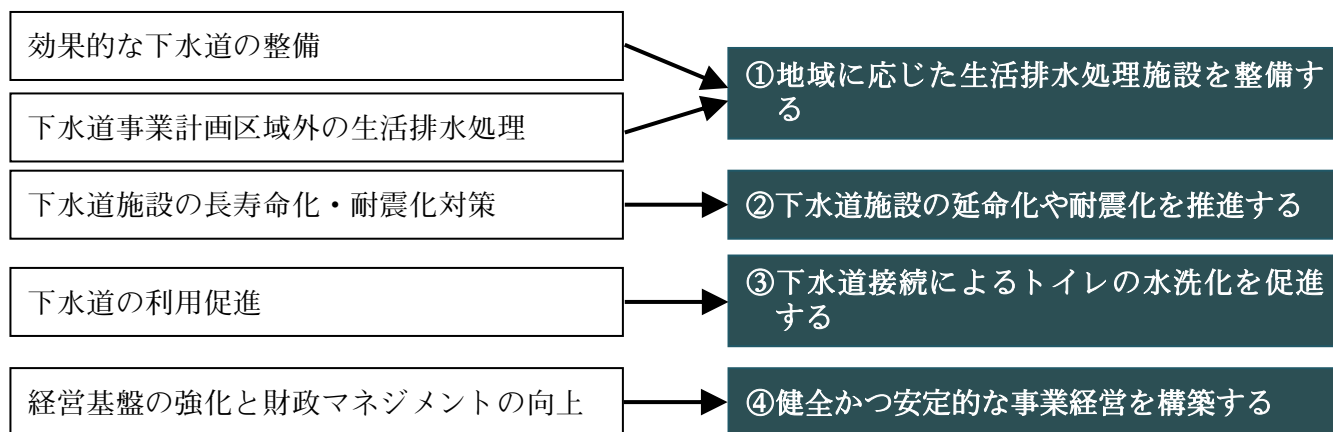 効果的な下水道の整備
下水道事業計画区域外の生活排水処理
①地域に応じた生活排水処理施設を整備す
る
下水道施設の長寿命化・耐震化対策
②下水道施設の延命化や耐震化を推進する
下水道の利用促進
③下水道接続によるトイレの水洗化を促進
する
経営基盤の強化と財政マネジメントの向上
④健全かつ安定的な事業経営を構築する